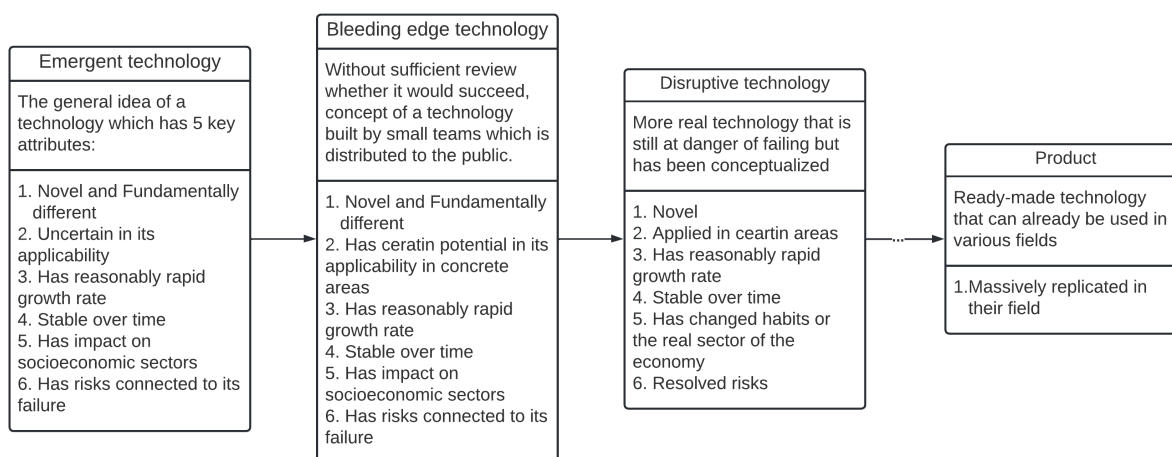 Emergent technology
The general idea of a
technology which has 5 key
attributes:
1. Novel and Fundamentally
different
2. Uncertain in its
applicability
3. Has reasonably rapid
growth rate
4. Stable over time
5. Has impact on
socioeconomic sectors
6. Has risks connected to its
failure
Bleeding edge technology
Without sufficient review
whether it would succeed,
concept of a technology
built by small teams which is
distributed to the public.
1. Novel and Fundamentally
different
2. Has ceratin potential in its
applicability in concrete
areas
3. Has reasonably rapid
growth rate
4. Stable over time
5. Has impact on
socioeconomic sectors
6. Has risks connected to its
failure
Disruptive technology
More real technology that is
still at danger of failing but
has been conceptualized
1. Novel
2. Applied in ceartin areas
3. Has reasonably rapid
growth rate
4. Stable over time
5. Has changed habits or
the real sector of the
economy
6. Resolved risks
...
Product
Ready-made technology
that can already be used in
various fields
1.Massively replicated in
their field